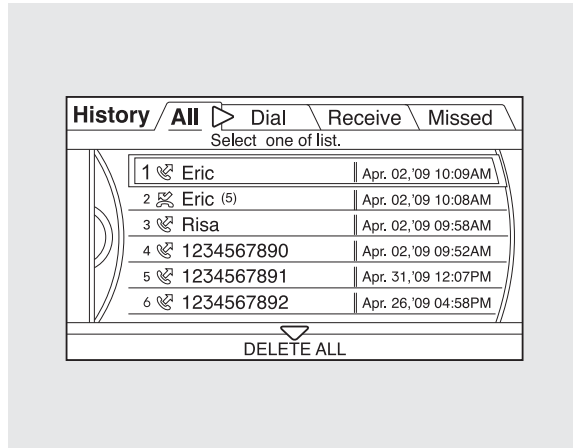 History All Dial Receive Missed
Select one of list.
1 Eric Apr. 02,'09 10:09AM
2 Eric (5) Apr. 02,'09 10:08AM
3 Risa Apr. 02,'09 09:58AM
4 1234567890 Apr. 02,'09 09:52AM
5 1234567891 Apr. 31,'09 12:07PM
6 1234567892 Apr. 26,'09 04:58PM
DELETE ALL